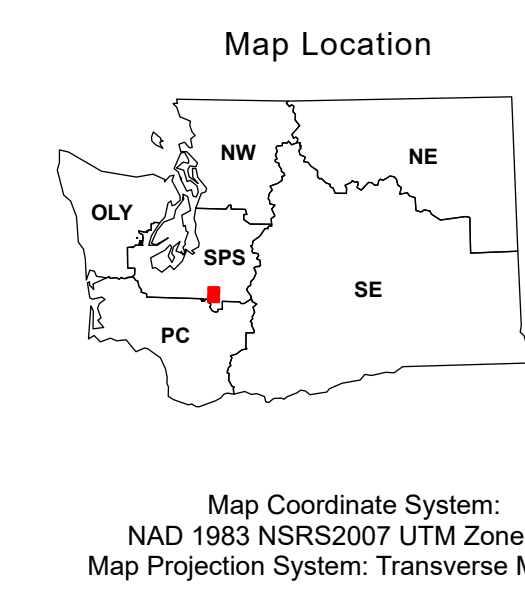 Map Location
NW
NE
OLY
SPS
SE
PC
Map Coordinate System:
NAD 1983 NSRS2007 UTM Zone
Map Projection System: Transverse M